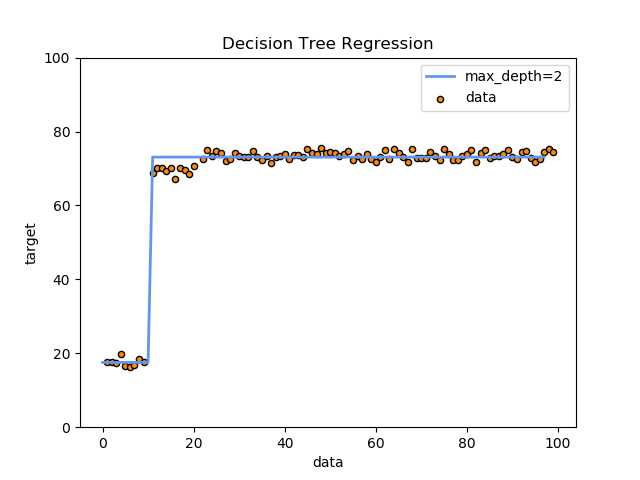 Decision Tree Regression
max_depth=2
data
100
80
60
40
20
0
target
0 20 40 60 80 100
data